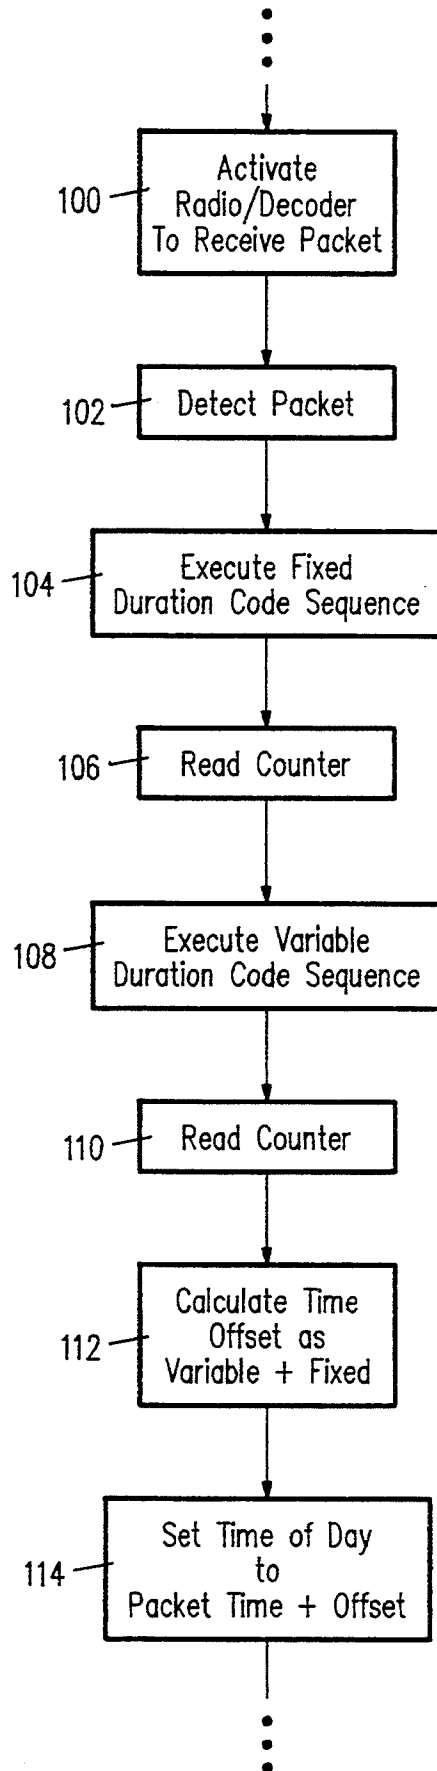 Activate
100 Radio/Decoder
To Receive Packet
102 Detect Packet
104 Execute Fixed
Duration Code Sequence
106 Read Counter
108 Execute Variable
Duration Code Sequence
110 Read Counter
Calculate Time
112 Offset as
Variable + Fixed
Set Time of Day
114 to
Packet Time + Offset